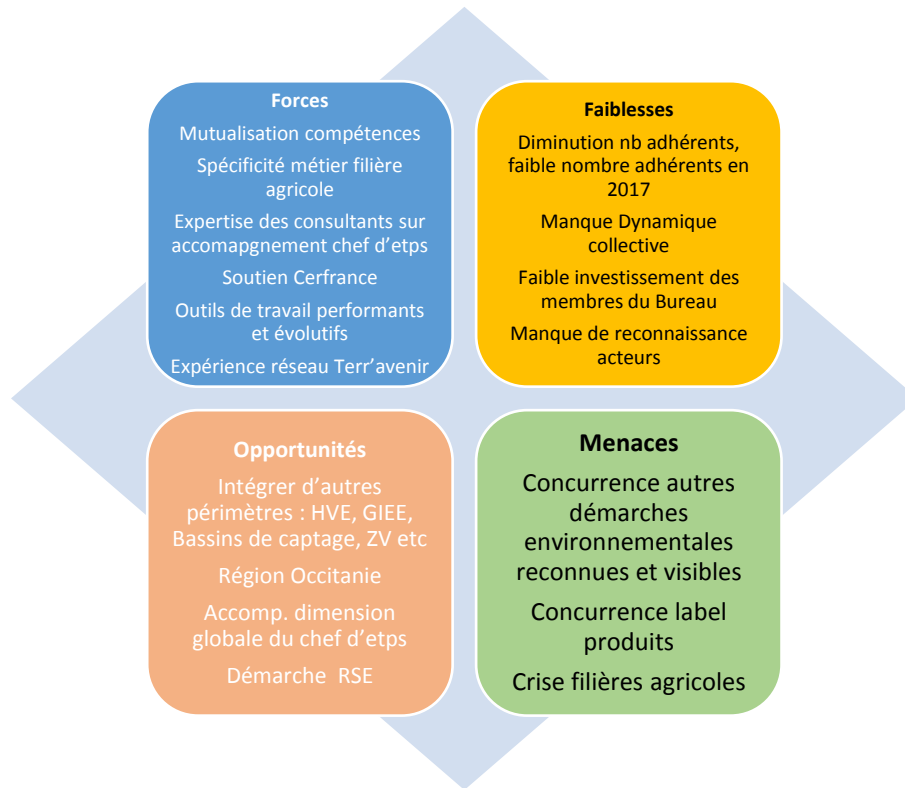 Forces
Mutualisation compétences
Spécificité métier filière
agricole
Expertise des consultants sur
accomapgnement chef d'etps
Soutien Cerfrance
Outils de travail performants
et évolutifs
Expérience réseau Terr'avenir
Faiblesses
Diminution nb adhérents,
faible nombre adhérents en
2017
Manque Dynamique
collective
Faible investissement des
membres du Bureau
Manque de reconnaissance
acteurs
Opportunités
Intégrer d'autres
périmètres : HVE, GIEE,
Bassins de captage, ZV etc
Région Occitanie
Accomp. dimension
globale du chef d'etps
Démarche  RSE
Menaces
Concurrence autres
démarches
environnementales
reconnues et visibles
Concurrence label
produits
Crise filières agricoles